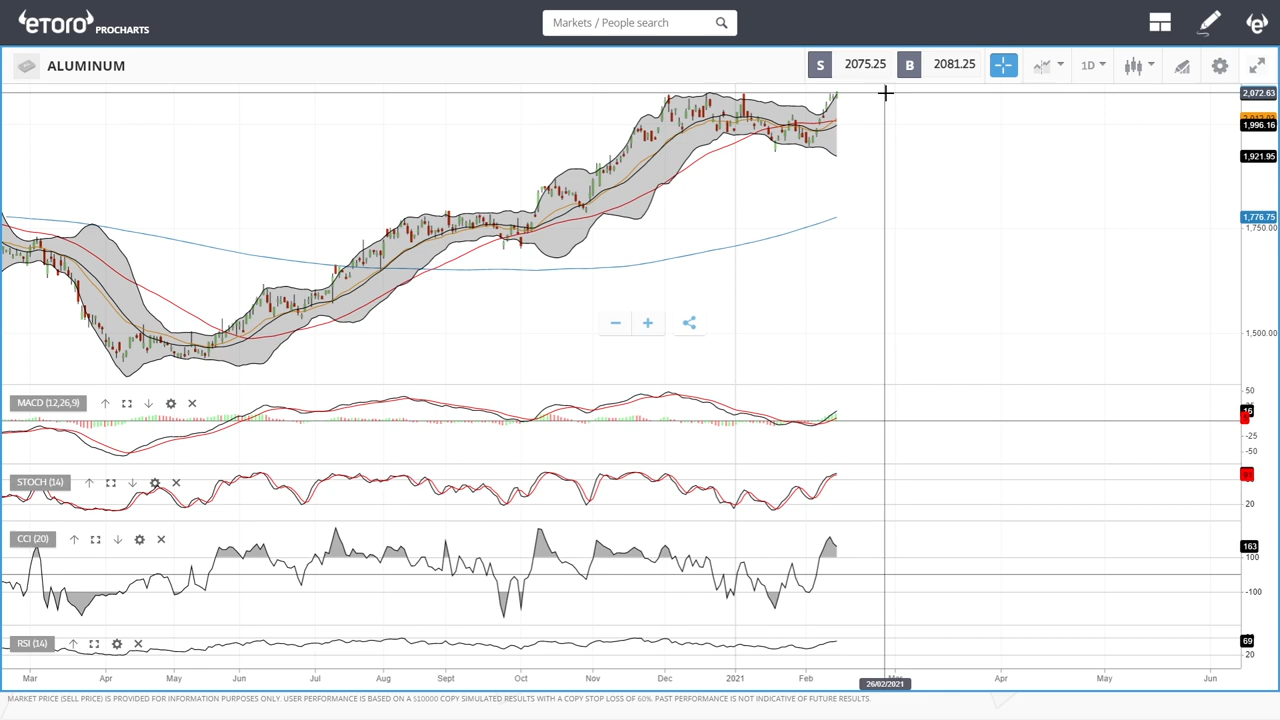 eToro PROCHARTS
Markets / People search
ALUMINUM
S 2075.25 B 2081.25
1D
2,072.63
1,996.16
1,921.95
1,776.75
1,750.00
1,500.00
MACD (12,26,9)
50
-25
-50
STOCH (14)
20
CCI (20)
163
100
-100
RSI (14)
69
20
Mar Apr May Jun Jul Aug Sept Oct Nov Dec 2021 Feb Apr May Jun
26/02/2021
MARKET PRICE (SELL PRICE) IS PROVIDED FOR INFORMATION PURPOSES ONLY. USER PERFORMANCE IS BASED ON A $10000 COPY SIMULATED RESULTS WITH A COPY STOP LOSS OF 60%. PAST PERFORMANCE IS NOT INDICATIVE OF FUTURE RESULTS.